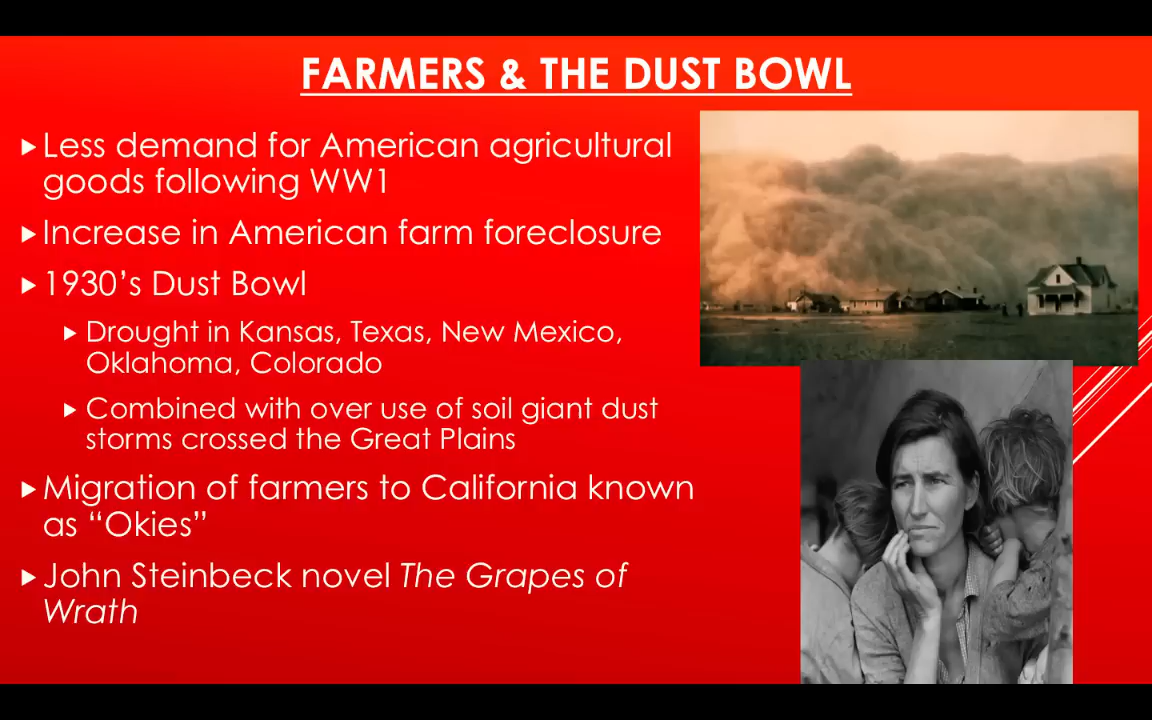 FARMERS & THE DUST BOWL
Less demand for American agricultural
goods following WW1
Increase in American farm foreclosure
1930’s Dust Bowl
Drought in Kansas, Texas, New Mexico,
Oklahoma, Colorado
Combined with over use of soil giant dust
storms crossed the Great Plains
Migration of farmers to California known
as “Okies”
John Steinbeck novel The Grapes of
Wrath